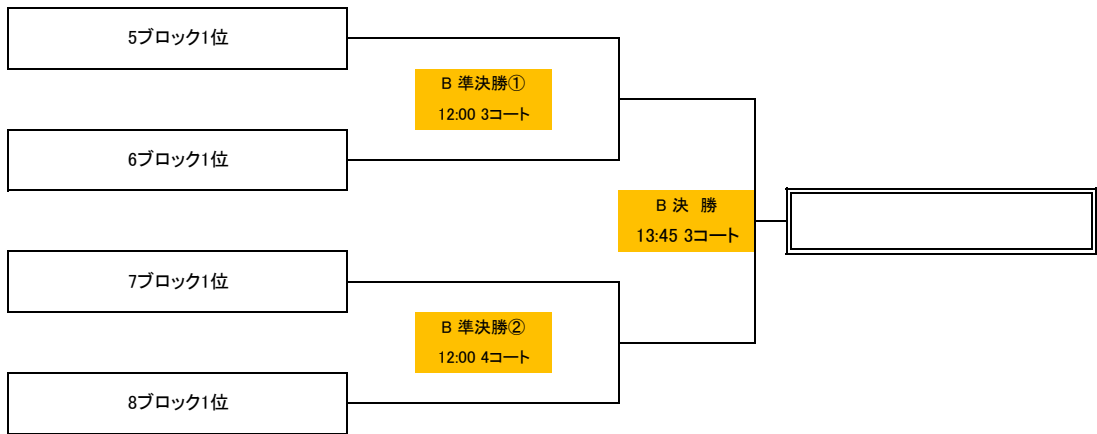 5ブロック1位
B 準決勝①
12:00 3コート
6ブロック1位
B 決 勝
13:45 3コート
7ブロック1位
B 準決勝②
12:00 4コート
8ブロック1位